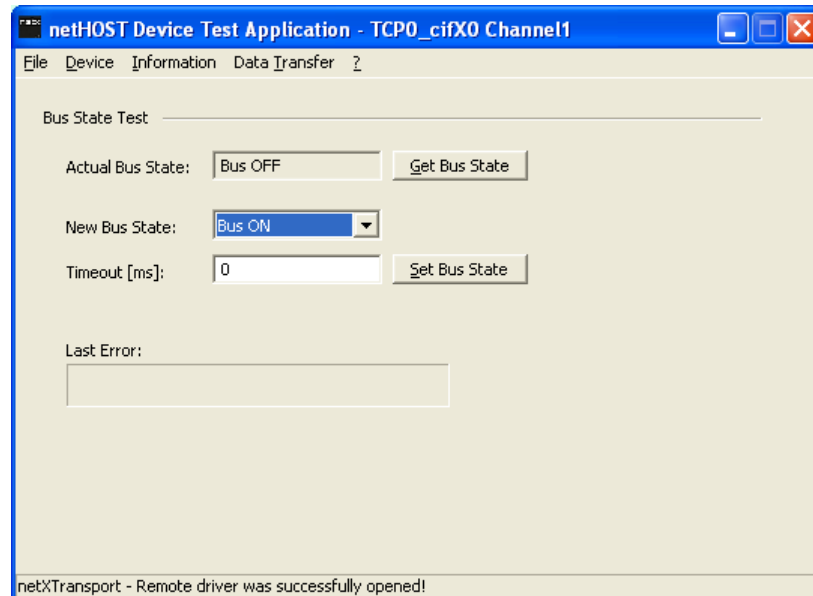 netHOST Device Test Application - TCP0_cifX0 Channel1
File Device Information Data Transfer ?
Bus State Test
Actual Bus State: Bus OFF Get Bus State
New Bus State: Bus ON
Timeout [ms]: 0 Set Bus State
Last Error:
netXTransport - Remote driver was successfully opened!